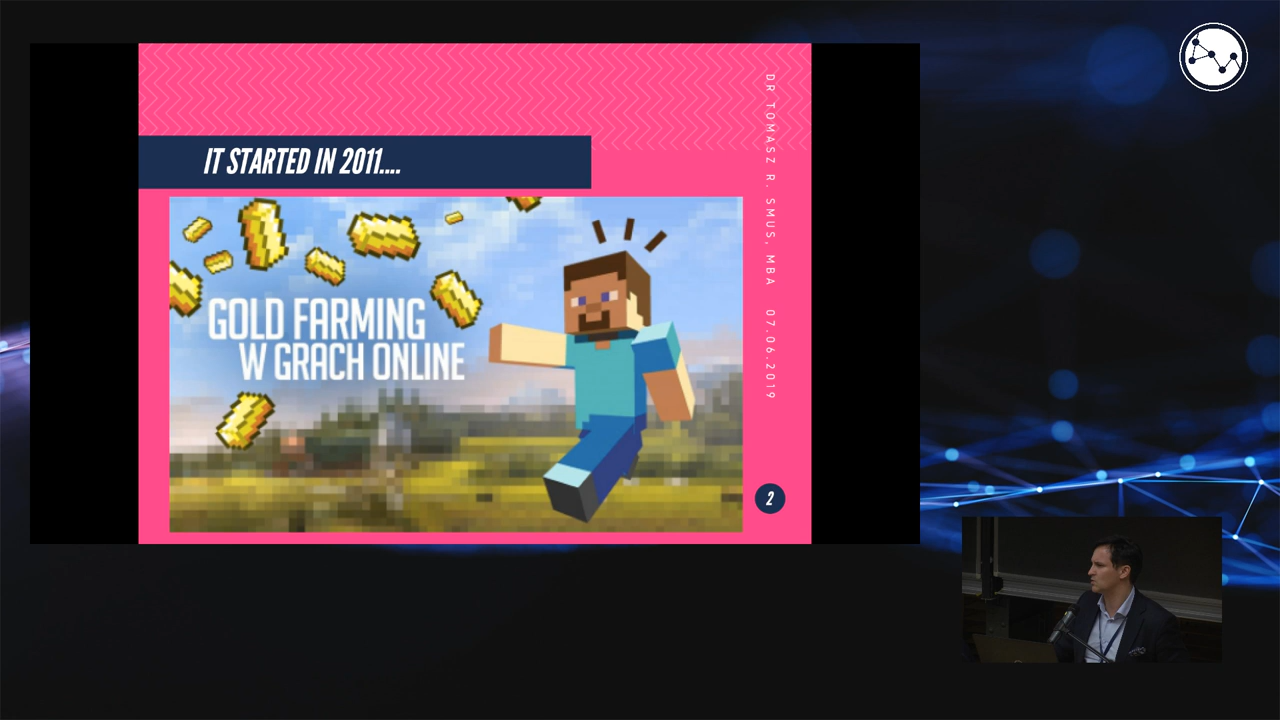 IT STARTED IN 2011....
GOLD FARMING
W GRACH ONLINE
DR TOMASZ R. SMUS, MBA 07.06.2019
2